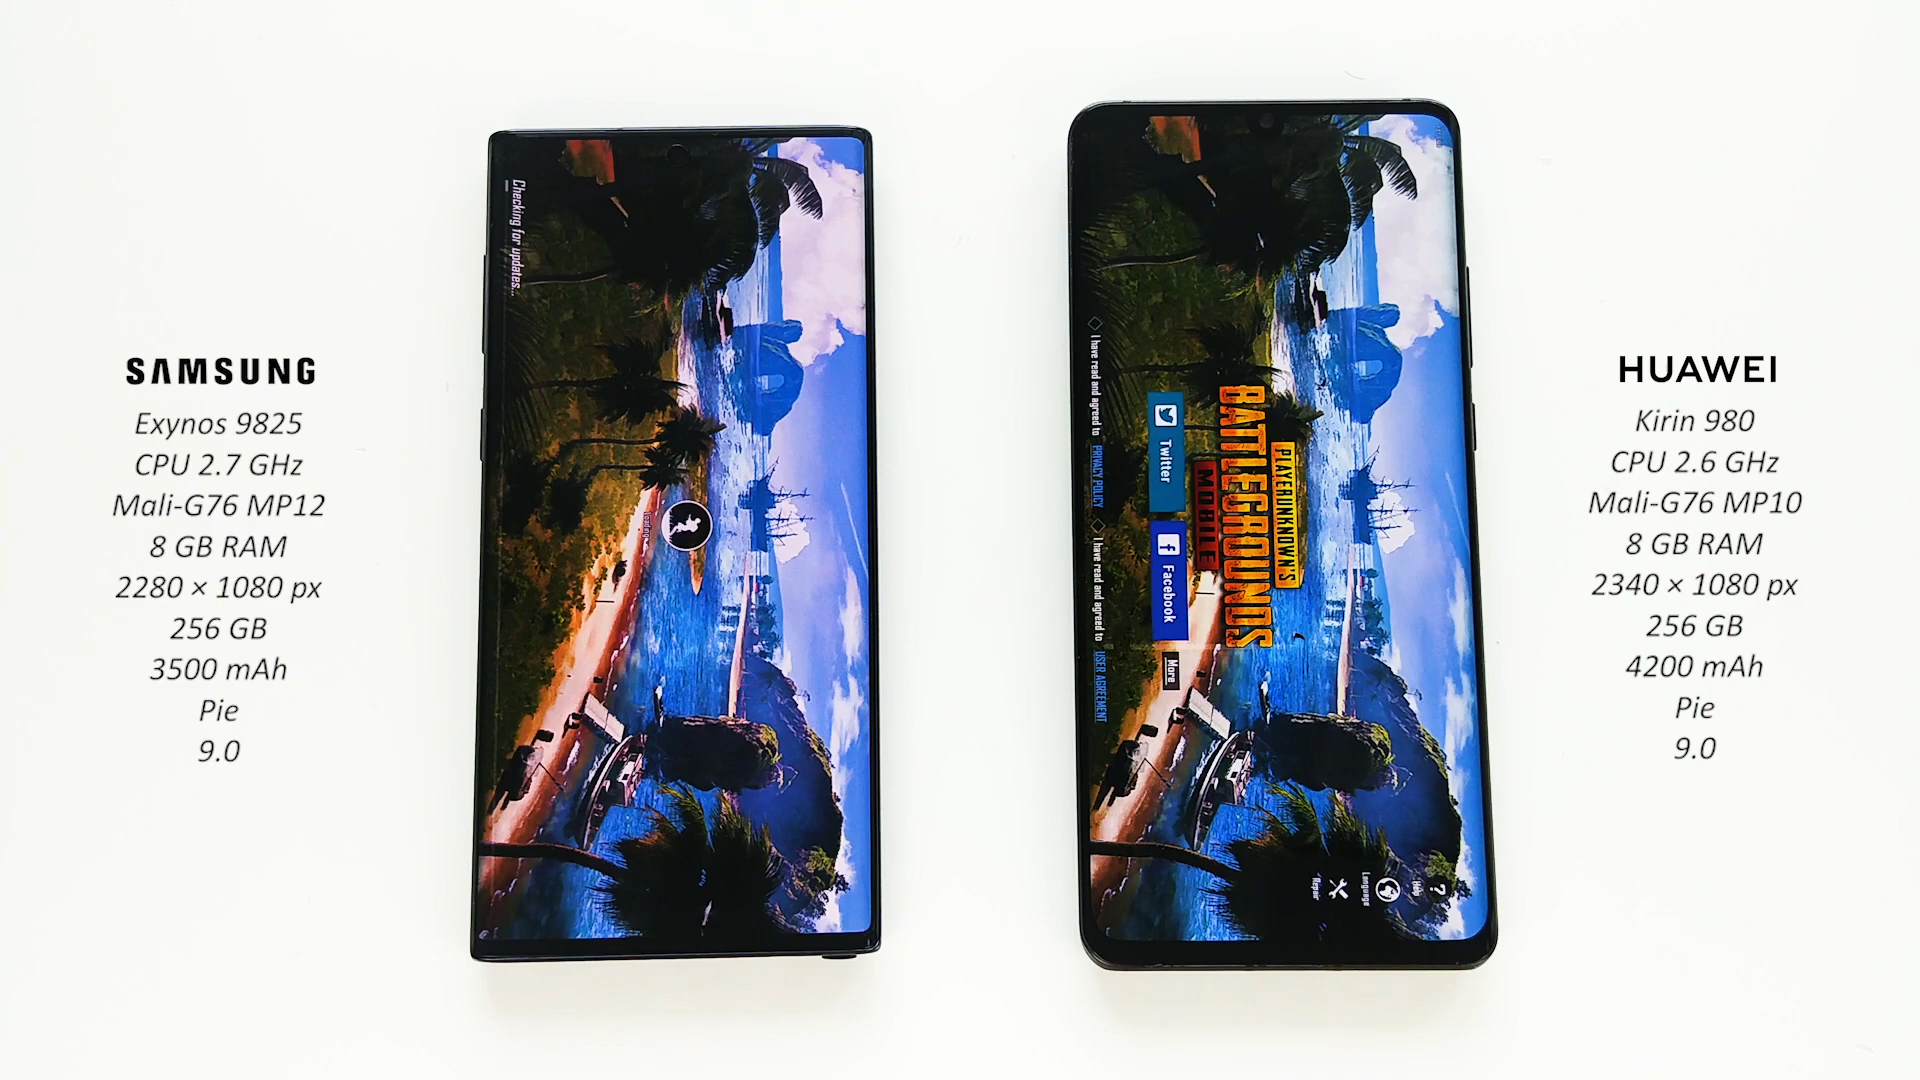 SAMSUNG
Exynos 9825
CPU 2.7 GHz
Mali-G76 MP12
8 GB RAM
2280 × 1080 px
256 GB
3500 mAh
Pie
9.0
Checking for updates...
Loading
I have read and agreed to PRIVACY POLICY
I have read and agreed to USER AGREEMENT
Twitter
Facebook
More
PLAYERUNKNOWN'S
BATTLEGROUNDS
MOBILE
? Help
Language
Repair
HUAWEI
Kirin 980
CPU 2.6 GHz
Mali-G76 MP10
8 GB RAM
2340 × 1080 px
256 GB
4200 mAh
Pie
9.0